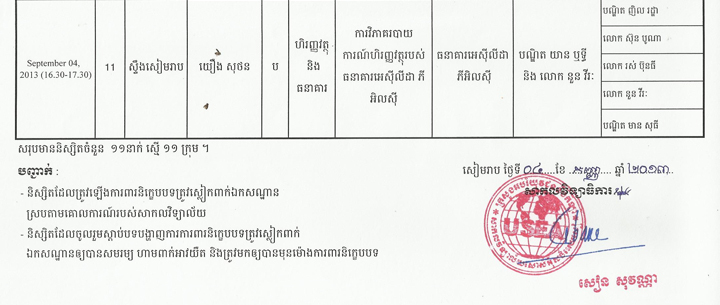 September 04,
2013 (16.30-17.30)
11
ស្ទឹងសៀមរាប
យឿង សុថន
ប
ហិរញ្ញវត្ថុ
និង
ធនាគារ
ការវិភាគរបាយ
ការណ៍ហិរញ្ញវត្ថុរបស់
ធនាគារអេស៊ីលីដា ភី
អិលស៊ី
ធនាគារអេស៊ីលីដា
ភីអិលស៊ី
បណ្ឌិត យាន ឬទ្ធី
និង លោក នួន វីរៈ
បណ្ឌិត ញិល រដ្ឋា
លោក ស៊ុន បូណា
លោក រស់ ប៊ុនធី
លោក នួន វីរៈ
បណ្ឌិត មាន សុធី
សរុបមាននិស្សិតចំនួន ១១នាក់ ស្មើ ១១ ក្រុម ។
បញ្ជាក់ :
- និស្សិតដែលត្រូវឡើងការពារនិក្ខេបបទត្រូវស្លៀកពាក់ឯកសណ្ឋាន
ស្របតាមគោលការណ៍របស់សាកលវិទ្យាល័យ
- និស្សិតដែលចូលរួមស្តាប់បទបង្ហាញការការពារនិក្ខេបបទត្រូវស្លៀកពាក់
ឯកសណ្ឋានឲ្យបានសមរម្យ ហាមពាក់អាវយឺត និងត្រូវមកឲ្យបានមុនម៉ោងការពារនិក្ខេបបទ
សៀមរាប ថ្ងៃទី ០៤ ខែ កញ្ញា ឆ្នាំ ២០១៣
សាកលវិទ្យាធិការ
USEA
សៀន សុវណ្ណា